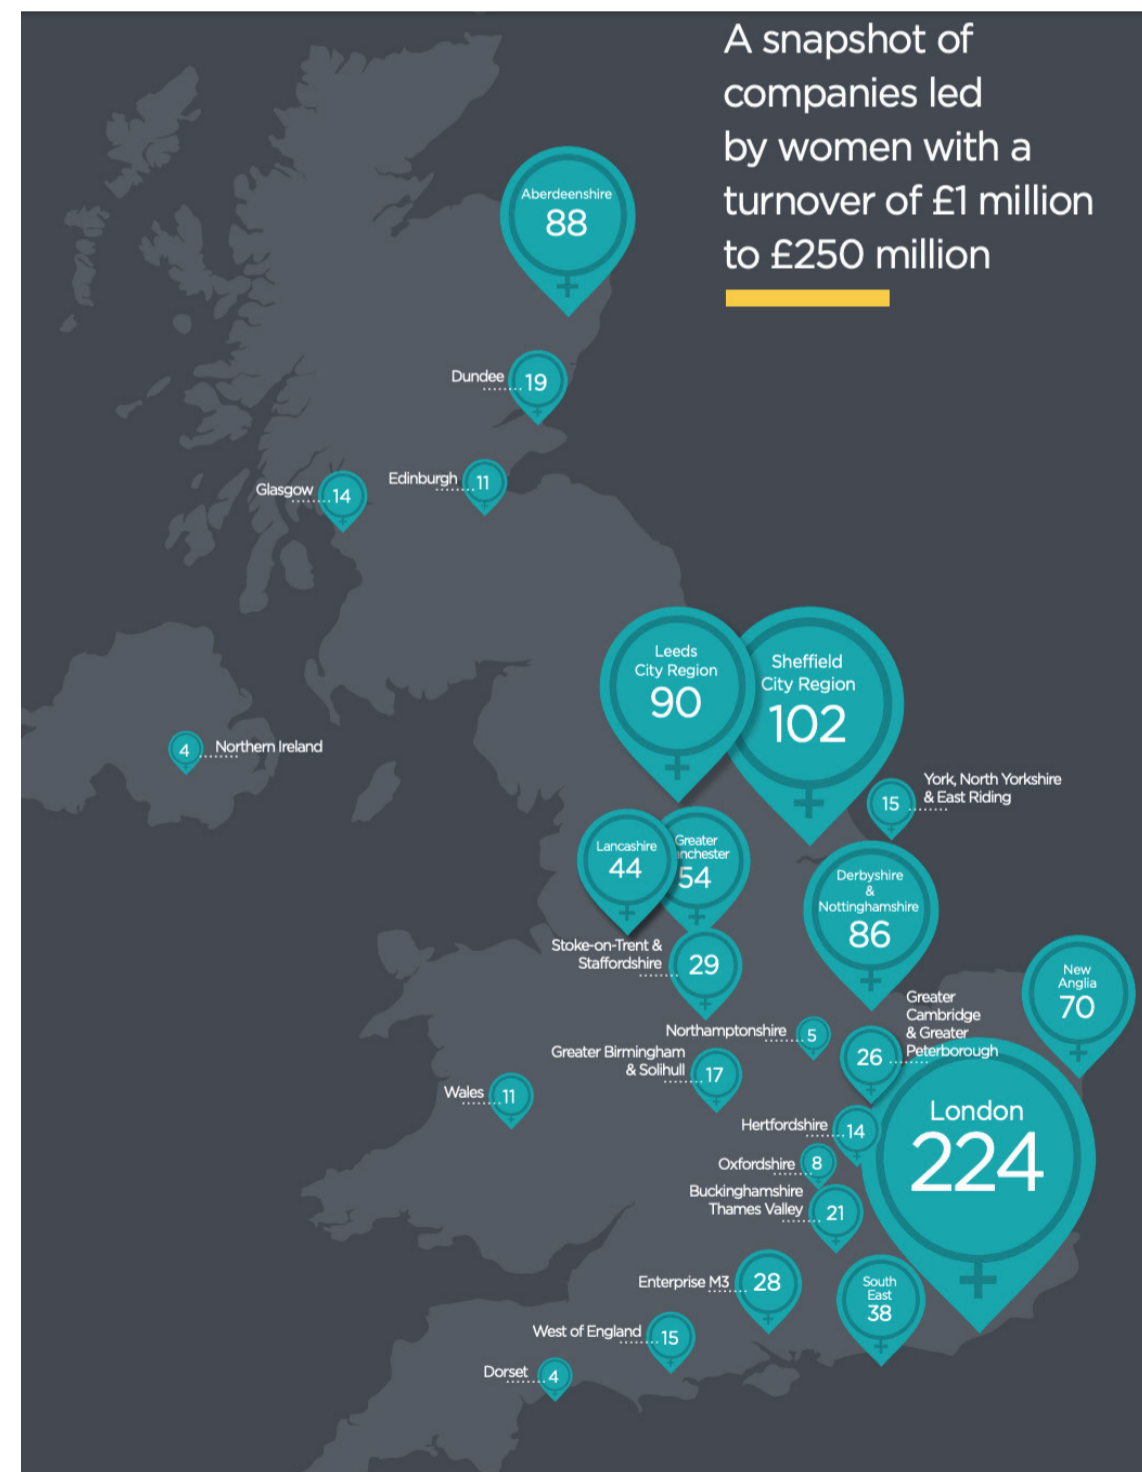 A snapshot of
companies led
by women with a
turnover of £1 million
to £250 million
Aberdeenshire
88
Dundee
19
Edinburgh
11
Glasgow
14
Leeds
City Region
90
Sheffield
City Region
102
4
Northern Ireland
York, North Yorkshire
& East Riding
15
Lancashire
44
Greater
nchester
54
Derbyshire
&
Nottinghamshire
86
Stoke-on-Trent &
Staffordshire
29
New
Anglia
70
Greater
Cambridge
& Greater
Peterborough
26
Northamptonshire
5
Greater Birmingham
& Solihull
17
Wales
11
London
224
Hertfordshire
14
Oxfordshire
8
Buckinghamshire
Thames Valley
21
Enterprise M3
28
South
East
38
West of England
15
Dorset
4